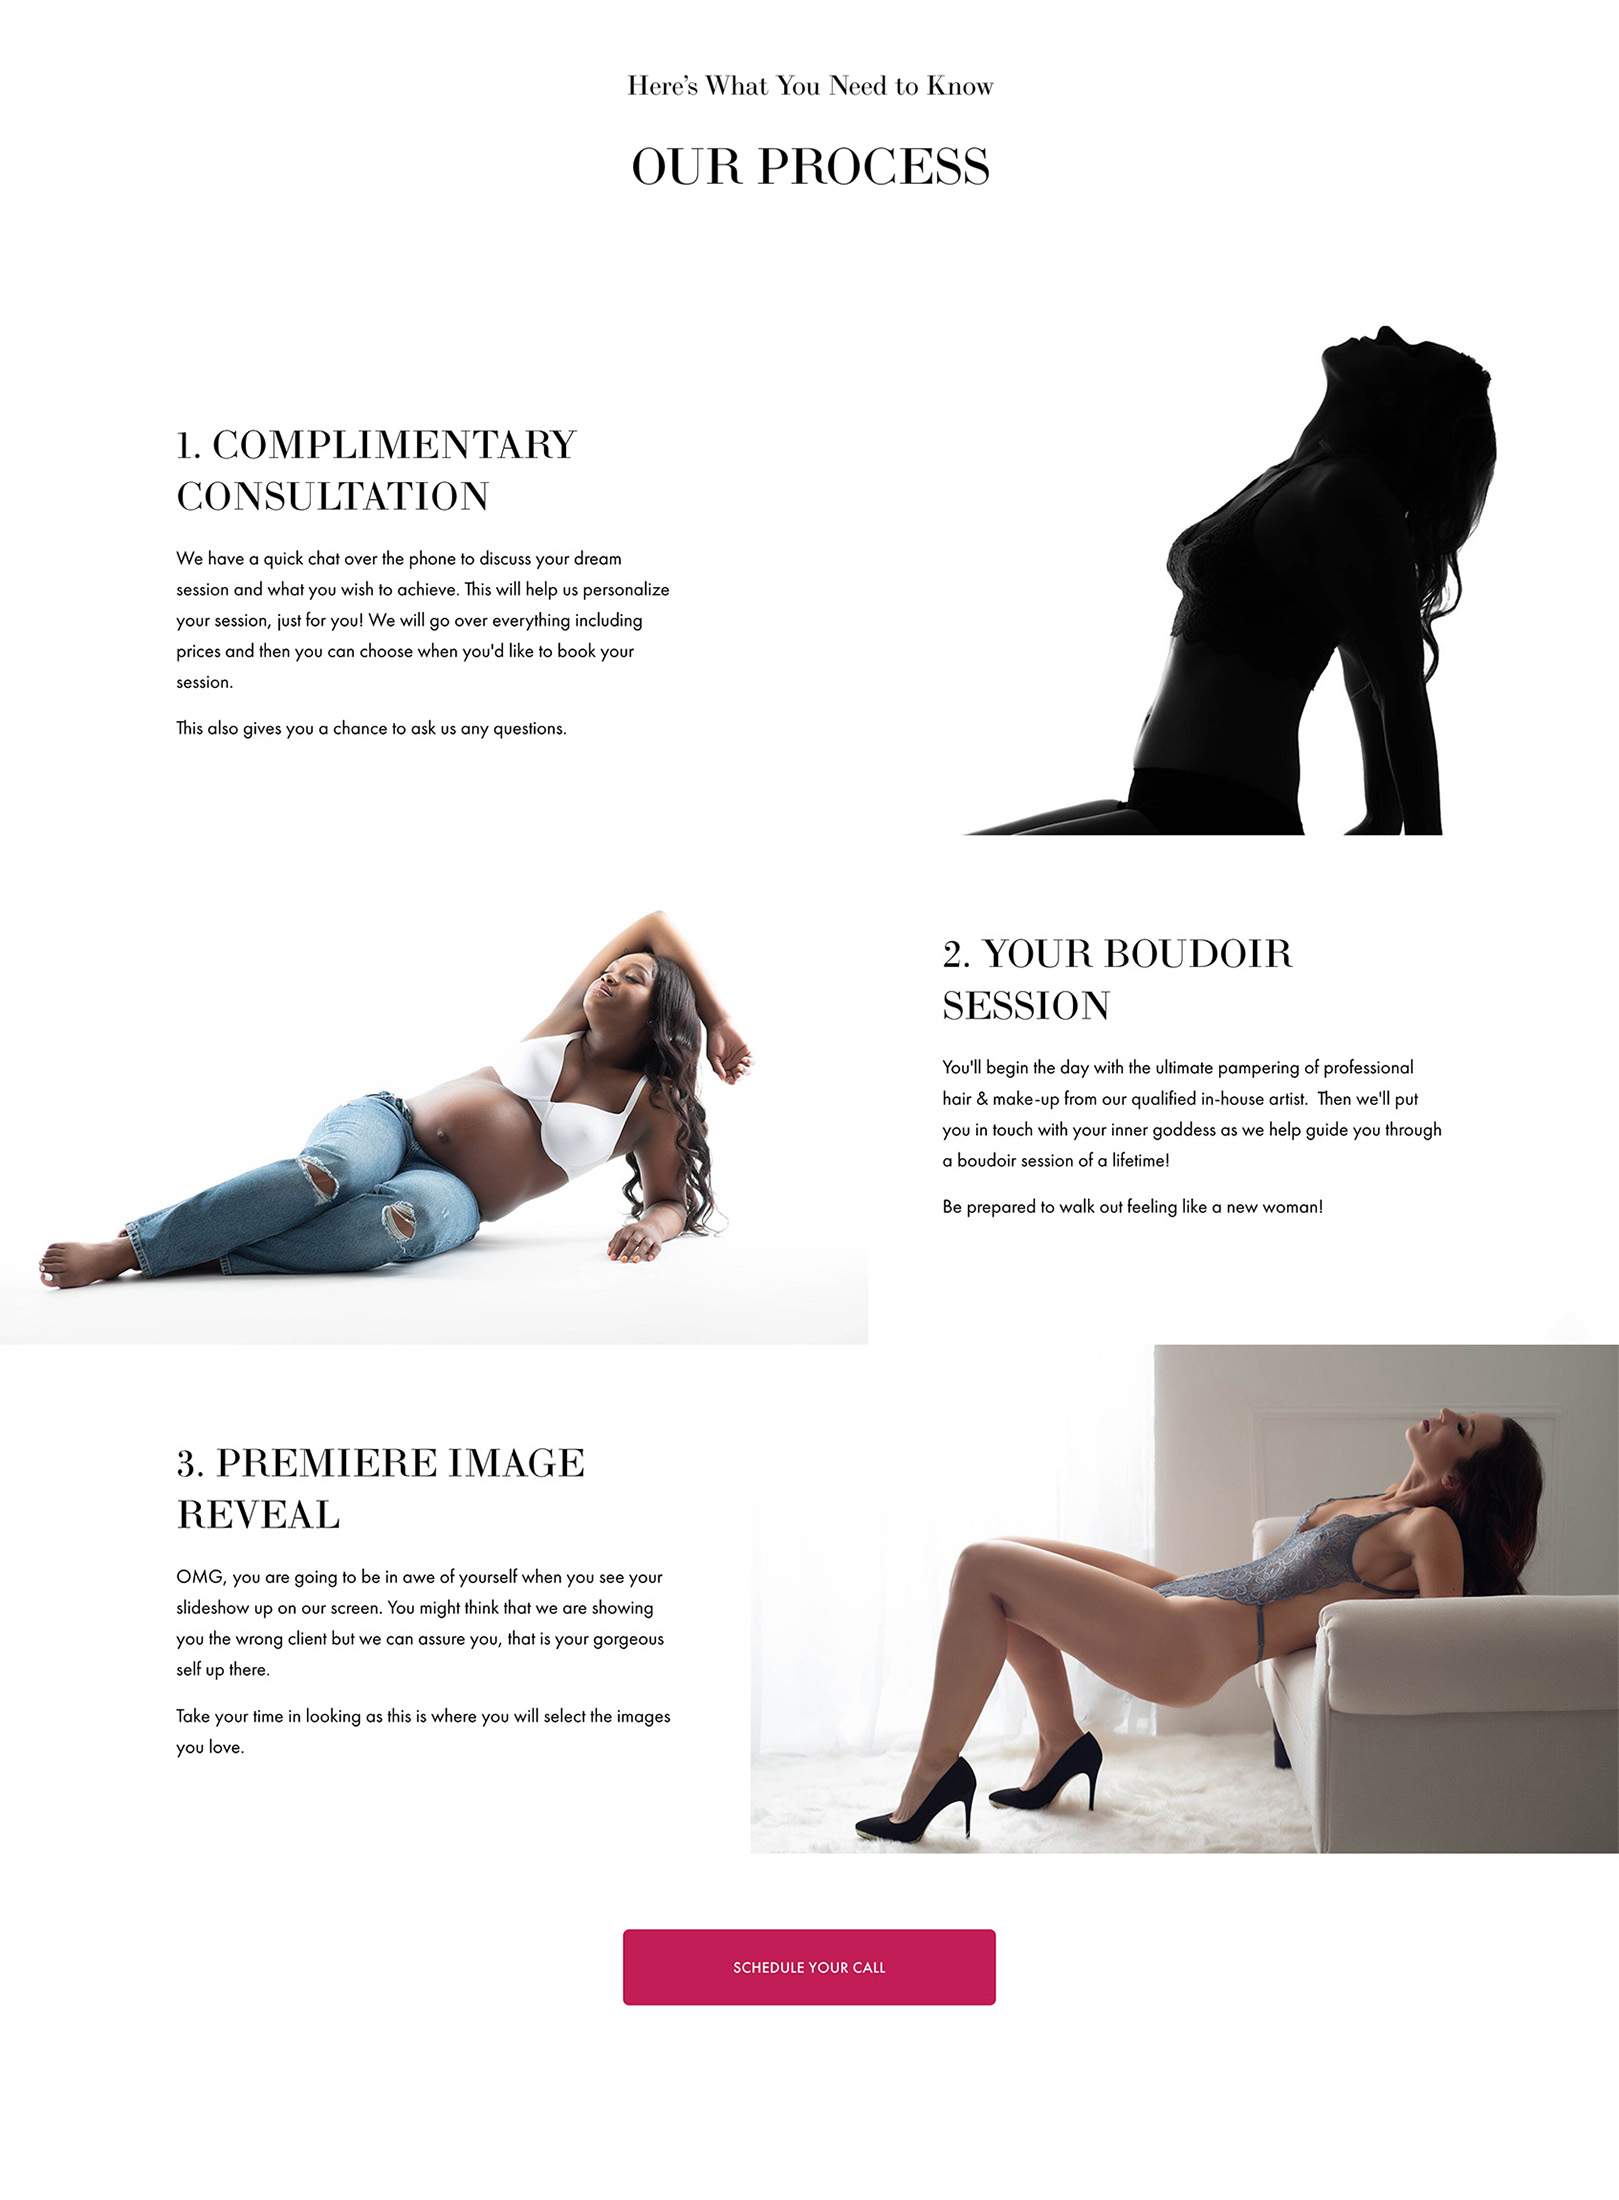 Here’s What You Need to Know
OUR PROCESS
1. COMPLIMENTARY
CONSULTATION
We have a quick chat over the phone to discuss your dream
session and what you wish to achieve. This will help us personalize
your session, just for you! We will go over everything including
prices and then you can choose when you'd like to book your
session.
This also gives you a chance to ask us any questions.
2. YOUR BOUDOIR
SESSION
You'll begin the day with the ultimate pampering of professional
hair & make-up from our qualified in-house artist.  Then we'll put
you in touch with your inner goddess as we help guide you through
a boudoir session of a lifetime!
Be prepared to walk out feeling like a new woman!
3. PREMIERE IMAGE
REVEAL
OMG, you are going to be in awe of yourself when you see your
slideshow up on our screen. You might think that we are showing
you the wrong client but we can assure you, that is your gorgeous
self up there.
Take your time in looking as this is where you will select the images
you love.
SCHEDULE YOUR CALL